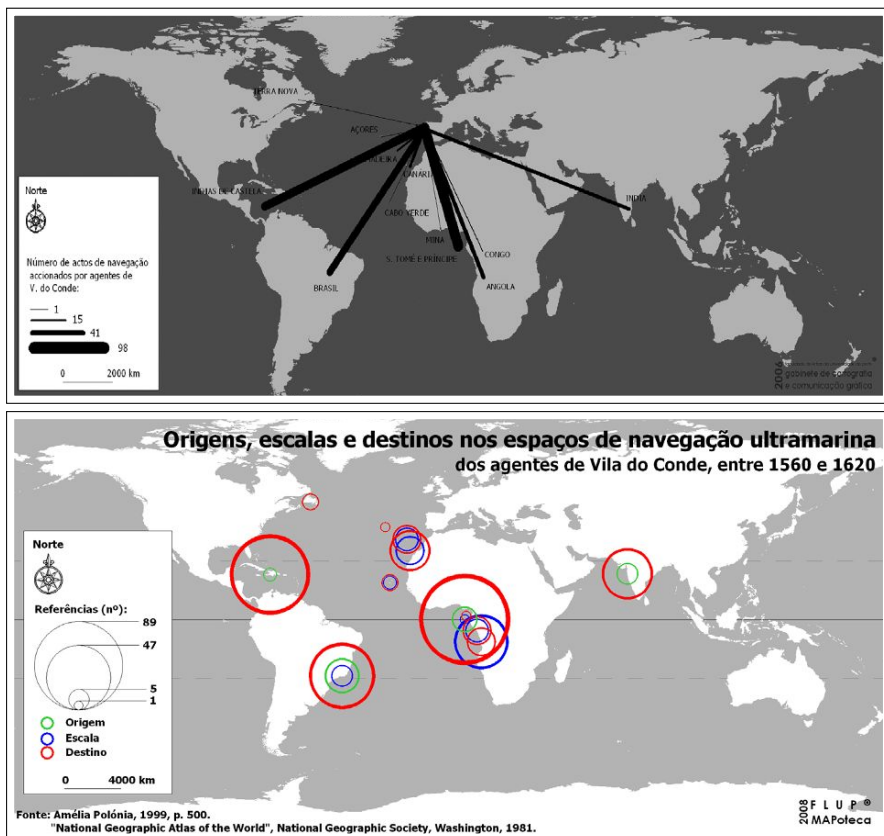 TERRA NOVA
AÇORES
CANARIA
ÍNDIAS DE CASTELA
CABO VERDE
MINA
S. TOMÉ E PRÍNCIPE
CONGO
ANGOLA
BRASIL
ÍNDIA
Norte
Número de actos de navegação
accionados por agentes de
V. do Conde:
1
15
41
98
0 2000 km
2006
gabinete de cartografia
e comunicação gráfica
Origens, escalas e destinos nos espaços de navegação ultramarina
dos agentes de Vila do Conde, entre 1560 e 1620
Norte
Referências (nº):
89
47
5
1
Origem
Escala
Destino
0 4000 km
Fonte: Amélia Polónia, 1999, p. 500.
"National Geographic Atlas of the World", National Geographic Society, Washington, 1981.
2008
F L U P ®
MAPoteca